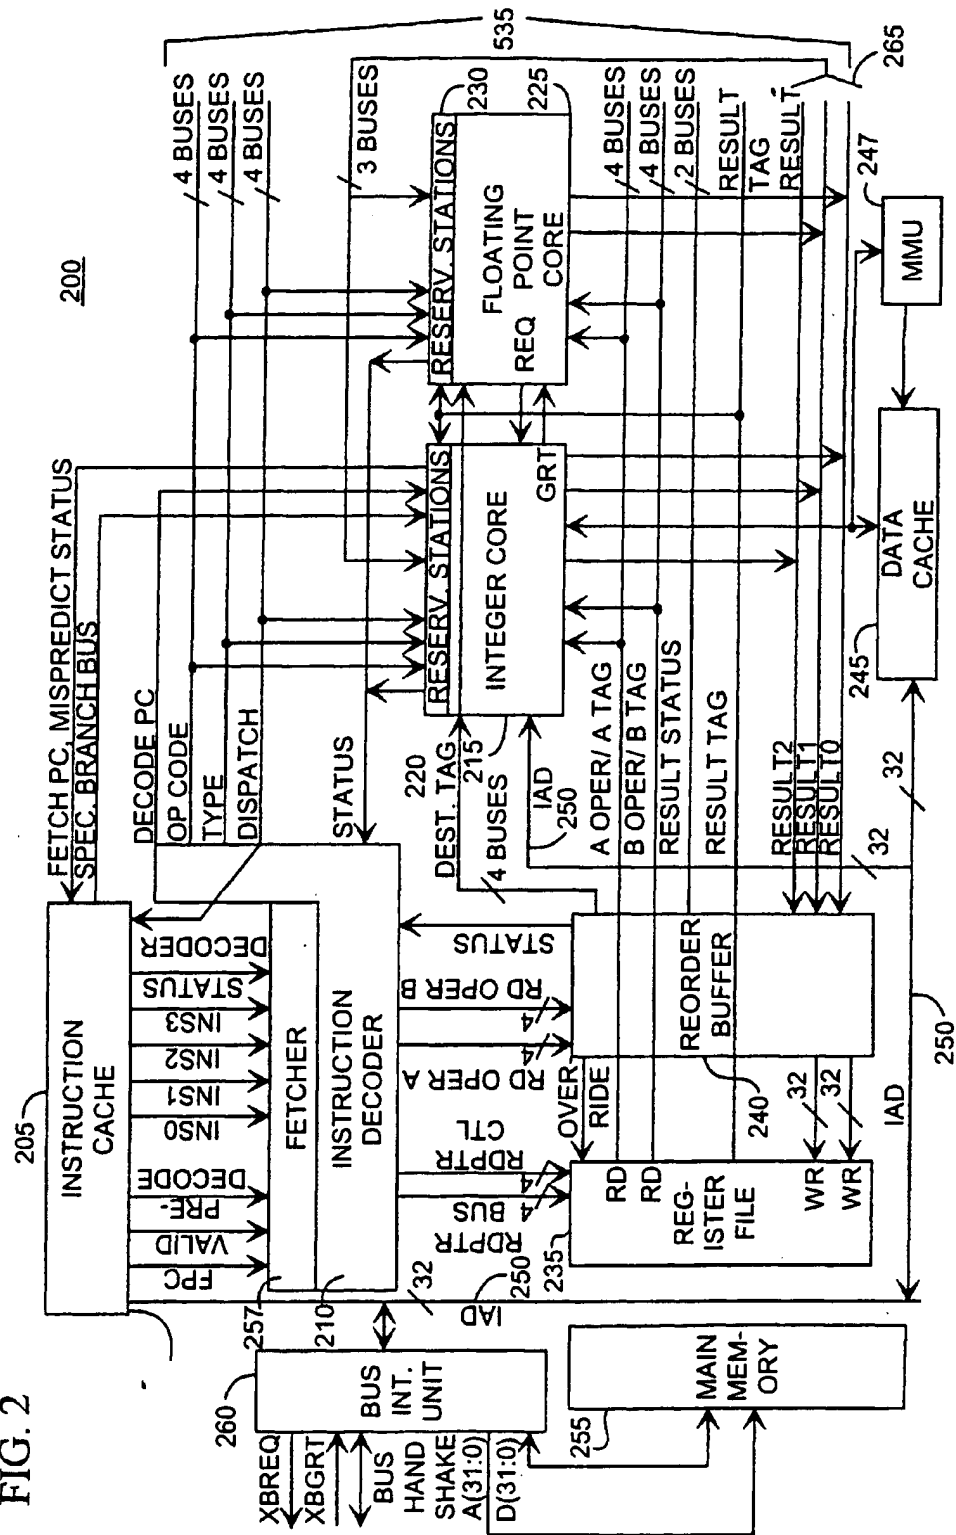 FIG. 2
200
205
INSTRUCTION
CACHE
FETCH PC, MISPREDICT STATUS
SPEC. BRANCH BUS
FPC
VALID
PRE-
DECODE
INS0
INS1
INS2
INS3
STATUS
DECODER
DECODE PC
OP CODE
TYPE
DISPATCH
4 BUSES
4 BUSES
4 BUSES
535
3 BUSES
257
FETCHER
210
INSTRUCTION
DECODER
STATUS
IAD
250
32
260
BUS
INT.
UNIT
XBREQ
XBGRT
BUS
HAND
SHAKE
A(31:0)
D(31:0)
RDPTR
BUS
4
RDPTR
CTL
4
RD OPER A
4
RD OPER B
4
STATUS
220
RESERV. STATIONS
INTEGER CORE
GRT
215
DEST. TAG
4 BUSES
IAD
250
230
RESERV. STATIONS
FLOATING
POINT
CORE
REQ
225
235
REG-
ISTER
FILE
RD
RD
WR
WR
OVER
RIDE
REORDER
BUFFER
240
32
32
A OPER/ A TAG
B OPER/ B TAG
RESULT STATUS
RESULT TAG
RESULT2
RESULT1
RESULT0
4 BUSES
4 BUSES
2 BUSES
RESULT
TAG
RESULT
265
255
MAIN
MEM-
ORY
IAD
250
32
32
245
DATA
CACHE
247
MMU